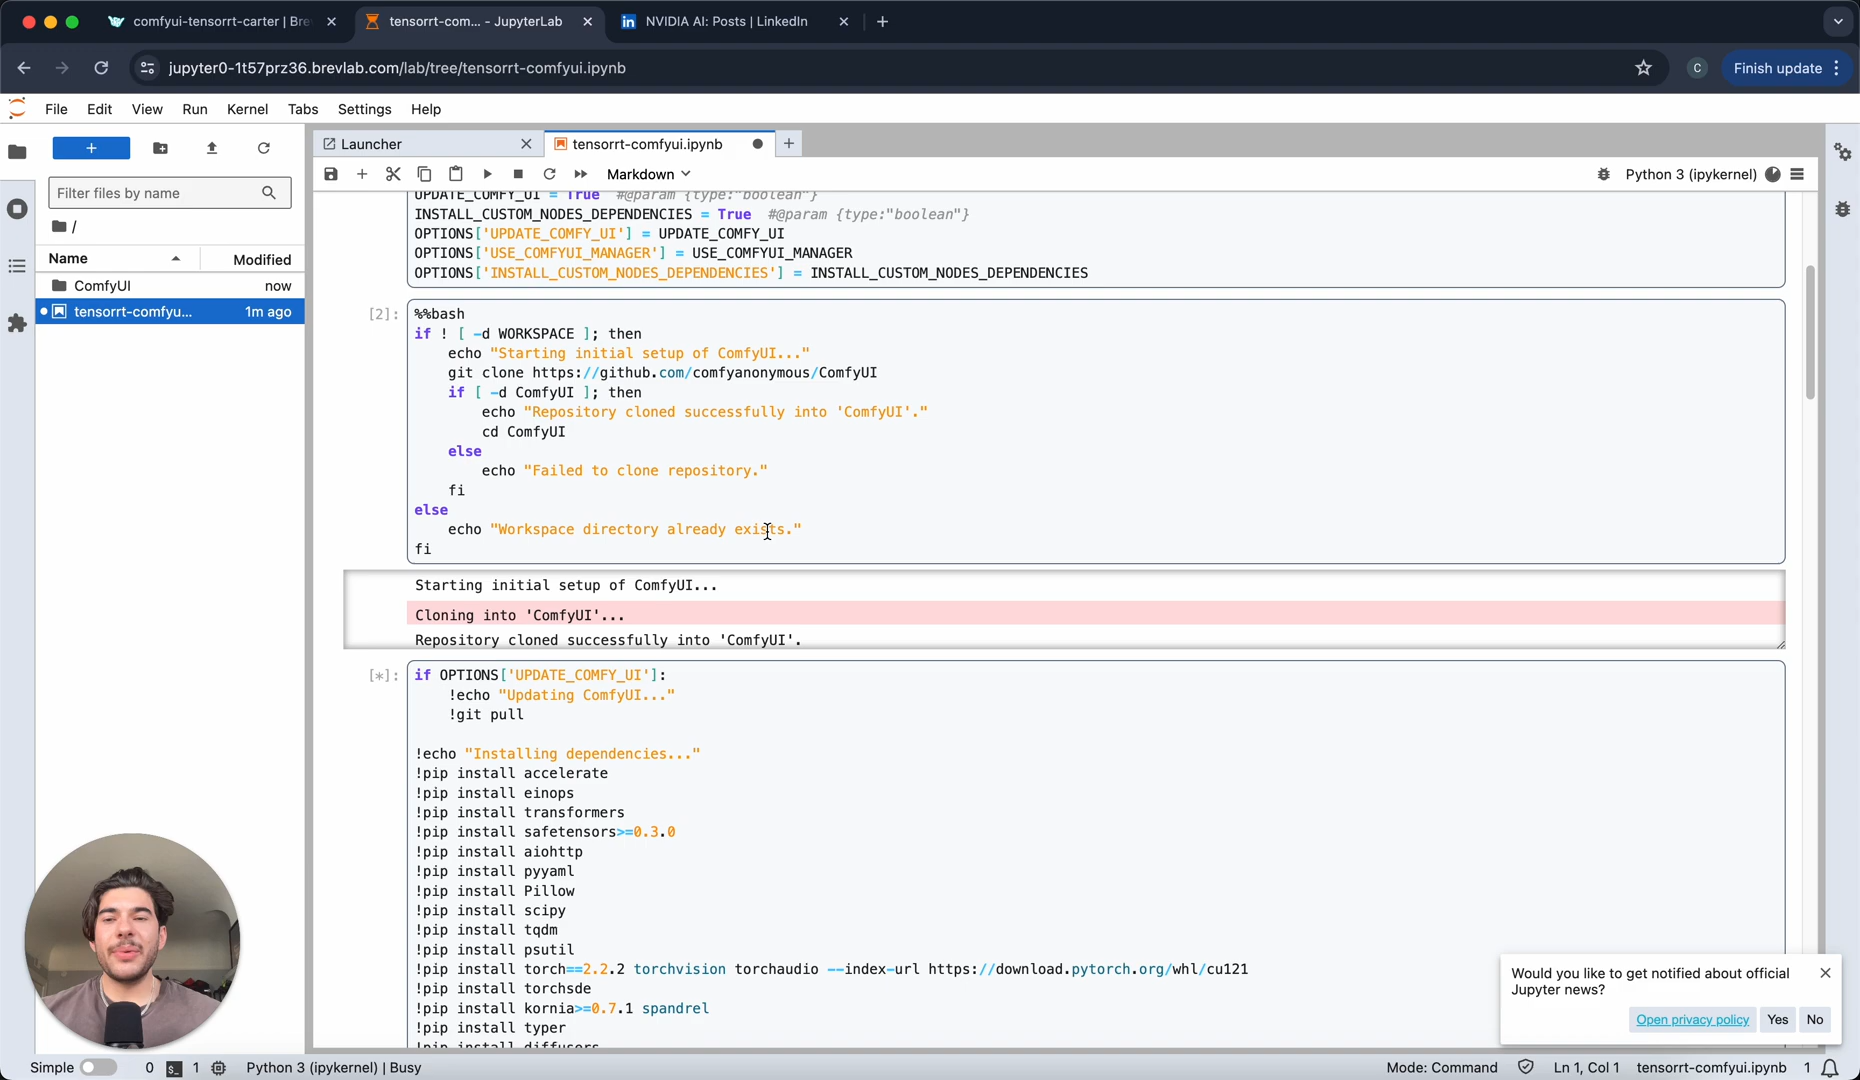 comfyui-tensorrt-carter | Bre
tensorrt-com... - JupyterLab
NVIDIA AI: Posts | LinkedIn
jupyter0-1t57prz36.brevlab.com/lab/tree/tensorrt-comfyui.ipynb
C
Finish update
File Edit View Run Kernel Tabs Settings Help
+
Launcher
tensorrt-comfyui.ipynb
Filter files by name
Markdown
Python 3 (ipykernel)
/
Name Modified
ComfyUI now
tensorrt-comfyu... 1m ago
UPDATE_COMFY_UI = True #@param {type:"boolean"}
INSTALL_CUSTOM_NODES_DEPENDENCIES = True #@param {type:"boolean"}
OPTIONS['UPDATE_COMFY_UI'] = UPDATE_COMFY_UI
OPTIONS['USE_COMFYUI_MANAGER'] = USE_COMFYUI_MANAGER
OPTIONS['INSTALL_CUSTOM_NODES_DEPENDENCIES'] = INSTALL_CUSTOM_NODES_DEPENDENCIES
[2]: %%bash
if ! [ -d WORKSPACE ]; then
echo "Starting initial setup of ComfyUI..."
git clone https://github.com/comfyanonymous/ComfyUI
if [ -d ComfyUI ]; then
echo "Repository cloned successfully into 'ComfyUI'."
cd ComfyUI
else
echo "Failed to clone repository."
fi
else
echo "Workspace directory already exists."
fi
Starting initial setup of ComfyUI...
Cloning into 'ComfyUI'...
Repository cloned successfully into 'ComfyUI'.
[*]: if OPTIONS['UPDATE_COMFY_UI']:
!echo "Updating ComfyUI..."
!git pull
!echo "Installing dependencies..."
!pip install accelerate
!pip install einops
!pip install transformers
!pip install safetensors>=0.3.0
!pip install aiohttp
!pip install pyyaml
!pip install Pillow
!pip install scipy
!pip install tqdm
!pip install psutil
!pip install torch==2.2.2 torchvision torchaudio --index-url https://download.pytorch.org/whl/cu121
!pip install torchsde
!pip install kornia>=0.7.1 spandrel
!pip install typer
!pip install diffusers
Would you like to get notified about official
Jupyter news?
Open privacy policy Yes No
Simple 0 1 Python 3 (ipykernel) | Busy
Mode: Command Ln 1, Col 1 tensorrt-comfyui.ipynb 1